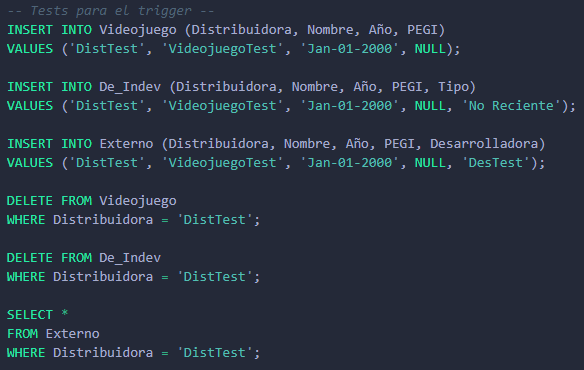 -- Tests para el trigger --
INSERT INTO Videojuego (Distribuidora, Nombre, Año, PEGI)
VALUES ('DistTest', 'VideojuegoTest', 'Jan-01-2000', NULL);
INSERT INTO De_Indev (Distribuidora, Nombre, Año, PEGI, Tipo)
VALUES ('DistTest', 'VideojuegoTest', 'Jan-01-2000', NULL, 'No Reciente');
INSERT INTO Externo (Distribuidora, Nombre, Año, PEGI, Desarrolladora)
VALUES ('DistTest', 'VideojuegoTest', 'Jan-01-2000', NULL, 'DesTest');
DELETE FROM Videojuego
WHERE Distribuidora = 'DistTest';
DELETE FROM De_Indev
WHERE Distribuidora = 'DistTest';
SELECT *
FROM Externo
WHERE Distribuidora = 'DistTest';